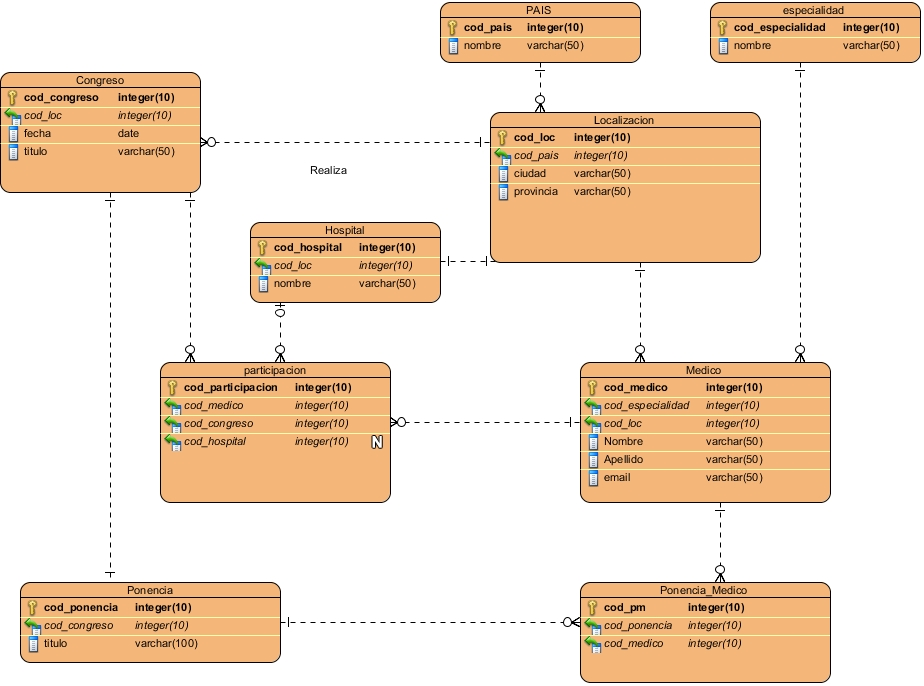 PAIS
cod_pais integer(10)
nombre varchar(50)
especialidad
cod_especialidad integer(10)
nombre varchar(50)
Congreso
cod_congreso integer(10)
cod_loc integer(10)
fecha date
titulo varchar(50)
Localizacion
cod_loc integer(10)
cod_pais integer(10)
ciudad varchar(50)
provincia varchar(50)
Realiza
Hospital
cod_hospital integer(10)
cod_loc integer(10)
nombre varchar(50)
participacion
cod_participacion integer(10)
cod_medico integer(10)
cod_congreso integer(10)
cod_hospital integer(10) N
Medico
cod_medico integer(10)
cod_especialidad integer(10)
cod_loc integer(10)
Nombre varchar(50)
Apellido varchar(50)
email varchar(50)
Ponencia
cod_ponencia integer(10)
cod_congreso integer(10)
titulo varchar(100)
Ponencia_Medico
cod_pm integer(10)
cod_ponencia integer(10)
cod_medico integer(10)